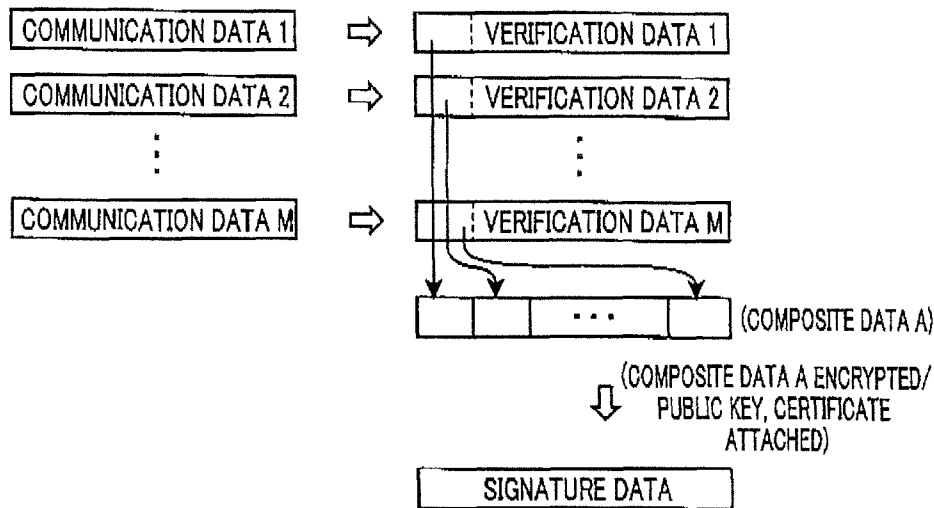 COMMUNICATION DATA 1
VERIFICATION DATA 1
COMMUNICATION DATA 2
VERIFICATION DATA 2
COMMUNICATION DATA M
VERIFICATION DATA M
(COMPOSITE DATA A)
(COMPOSITE DATA A ENCRYPTED/
PUBLIC KEY, CERTIFICATE
ATTACHED)
SIGNATURE DATA